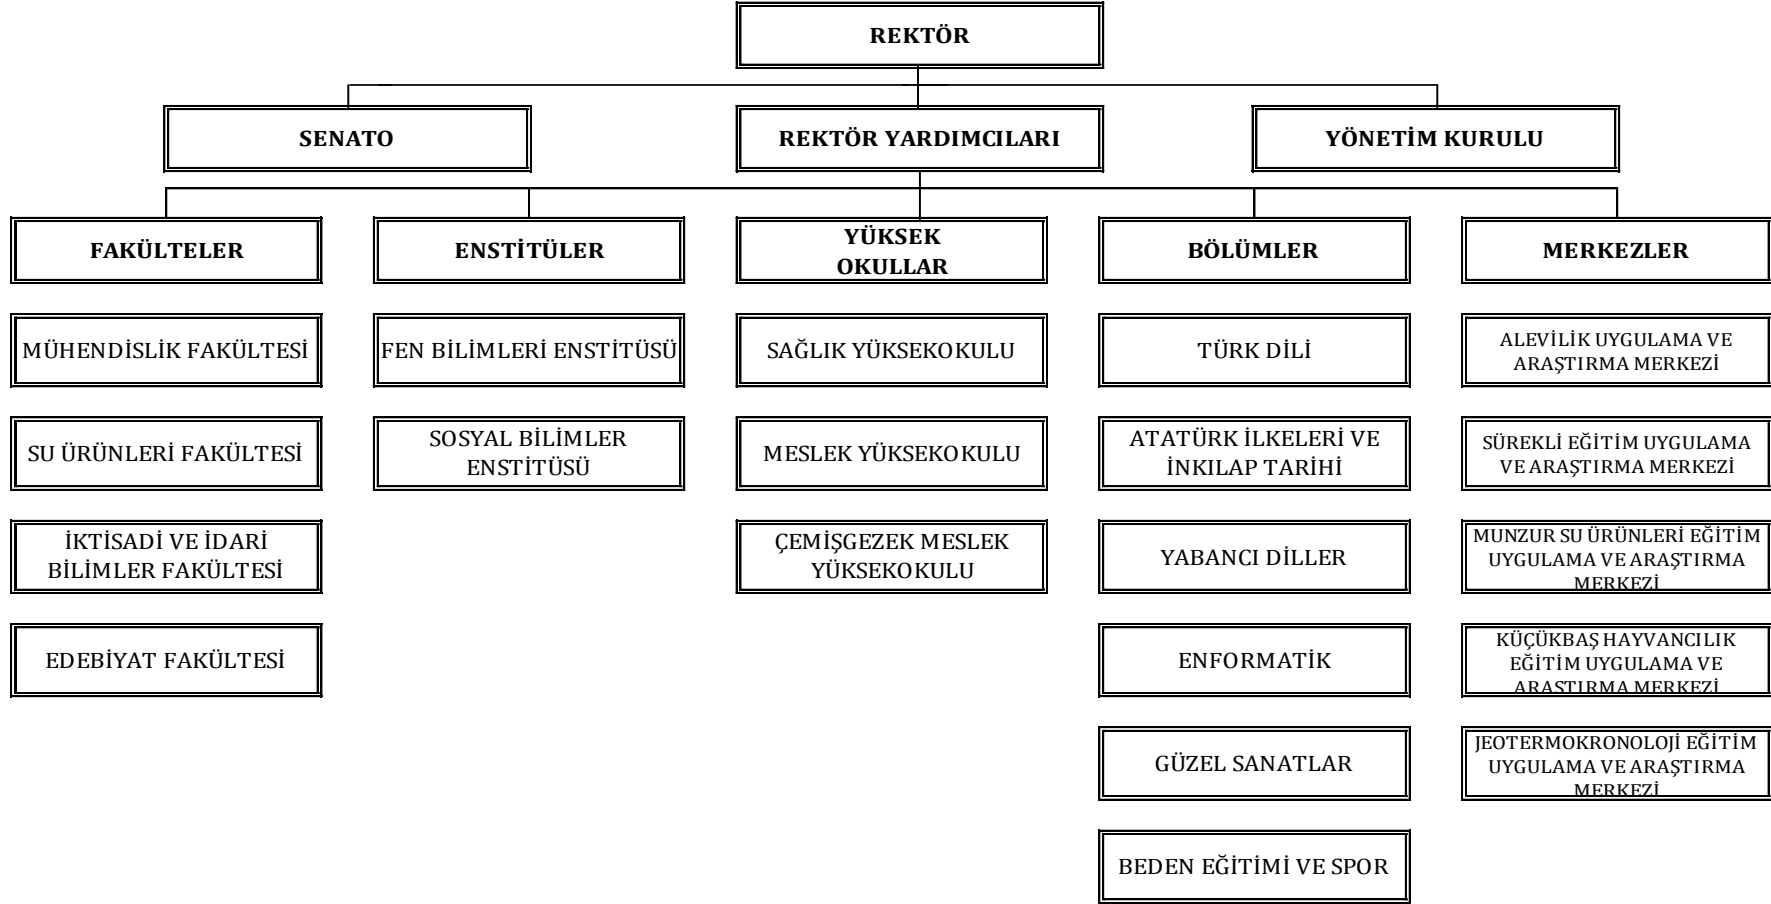 REKTÖR
SENATO
REKTÖR YARDIMCILARI
YÖNETİM KURULU
FAKÜLTELER
ENSTİTÜLER
YÜKSEK
OKULLAR
BÖLÜMLER
MERKEZLER
MÜHENDİSLİK FAKÜLTESİ
FEN BİLİMLERİ ENSTİTÜSÜ
SAĞLIK YÜKSEKOKULU
TÜRK DİLİ
ALEVİLİK UYGULAMA VE
ARAŞTIRMA MERKEZİ
SU ÜRÜNLERİ FAKÜLTESİ
SOSYAL BİLİMLER
ENSTİTÜSÜ
MESLEK YÜKSEKOKULU
ATATÜRK İLKELERİ VE
İNKILAP TARİHİ
SÜREKLİ EĞİTİM UYGULAMA
VE ARAŞTIRMA MERKEZİ
İKTİSADİ VE İDARİ
BİLİMLER FAKÜLTESİ
ÇEMİŞGEZEK MESLEK
YÜKSEKOKULU
YABANCI DİLLER
MUNZUR SU ÜRÜNLERİ EĞİTİM
UYGULAMA VE ARAŞTIRMA
MERKEZİ
EDEBİYAT FAKÜLTESİ
ENFORMATİK
KÜÇÜKBAŞ HAYVANCILIK
EĞİTİM UYGULAMA VE
ARAŞTIRMA MERKEZİ
GÜZEL SANATLAR
JEOTERMOKRONOLOJİ EĞİTİM
UYGULAMA VE ARAŞTIRMA
MERKEZİ
BEDEN EĞİTİMİ VE SPOR